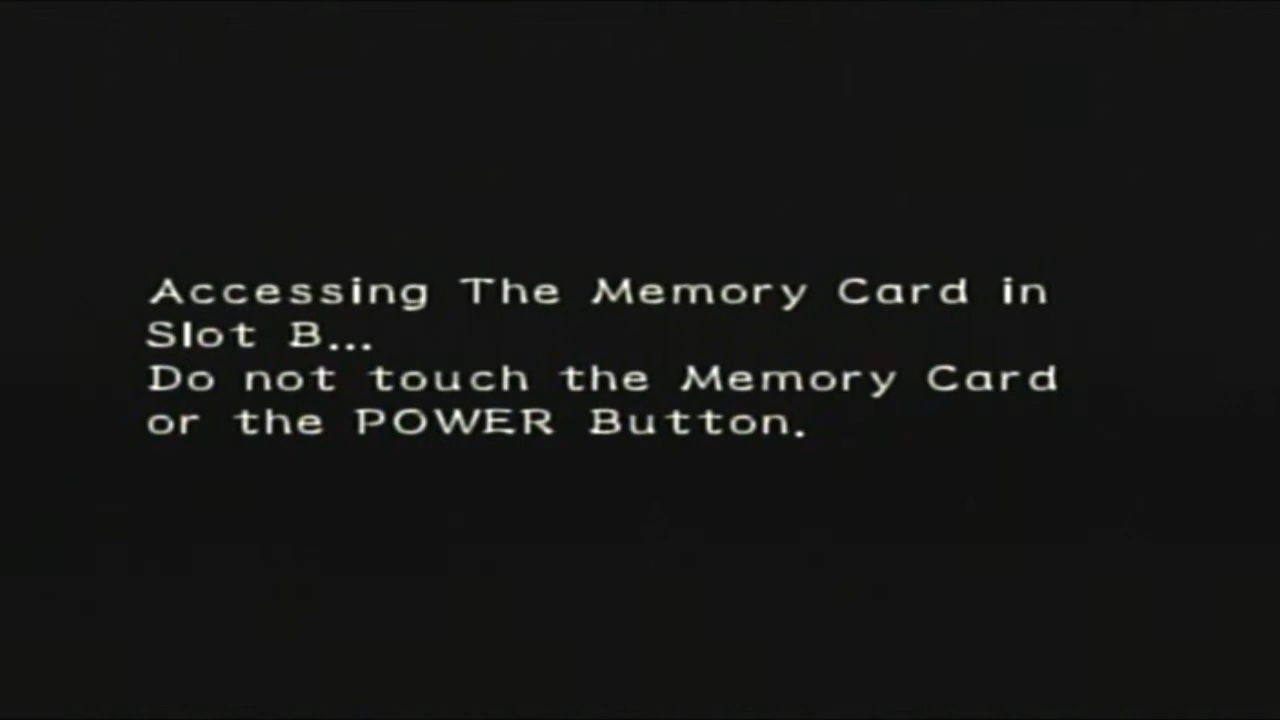 Accessing The Memory Card in
Slot B...
Do not touch the Memory Card
or the POWER Button.